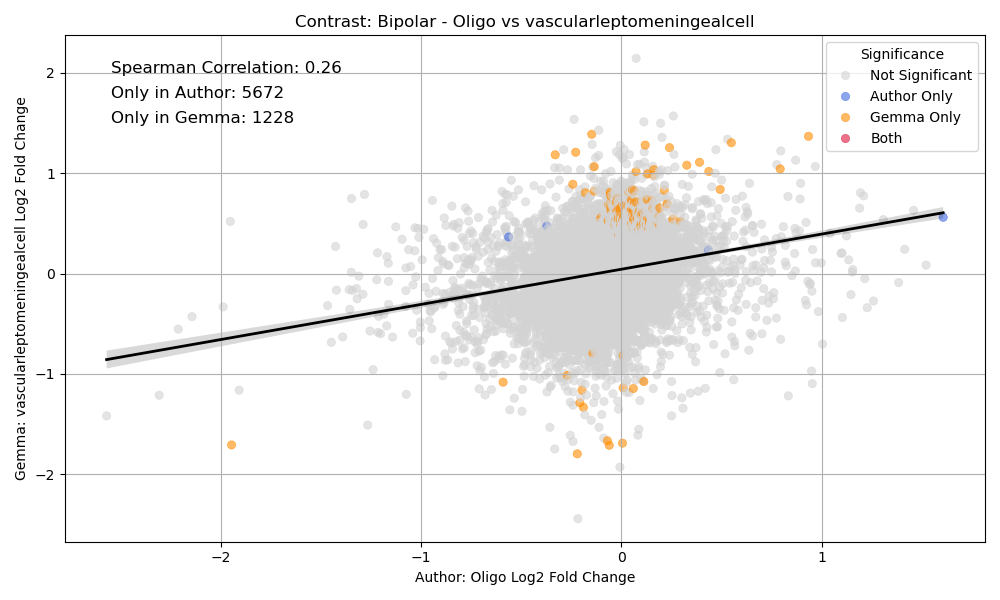 Contrast: Bipolar - Oligo vs vascularleptomeningealcell
Spearman Correlation: 0.26
Only in Author: 5672
Only in Gemma: 1228
Significance
Not Significant
Author Only
Gemma Only
Both
Gemma: vascularleptomeningealcell Log2 Fold Change
2
1
0
−1
−2
−2
−1
0
1
Author: Oligo Log2 Fold Change